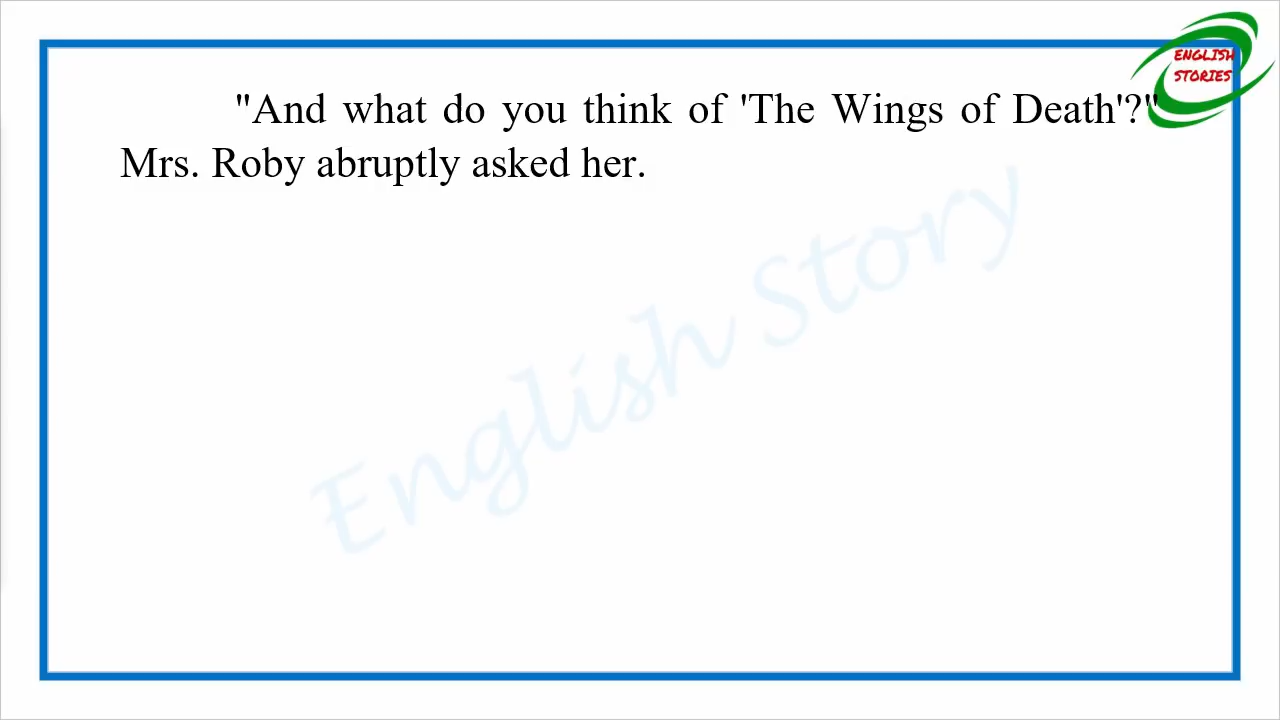 ENGLISH
STORIES
"And what do you think of 'The Wings of Death'?"
Mrs. Roby abruptly asked her.
English Story